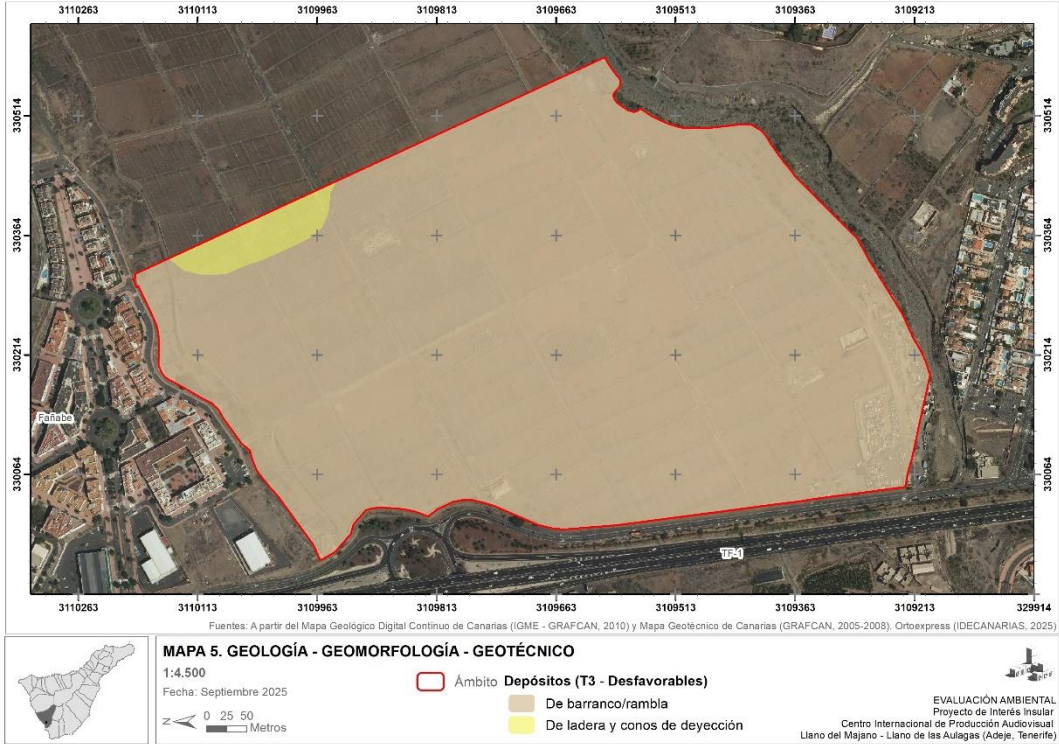 3110263 3110113 3109963 3109813 3109663 3109513 3109363 3109213
330514 330514
330364 330364
330214 330214
330064 330064
Fañabe
TF-1
3110263 3110113 3109963 3109813 3109663 3109513 3109363 3109213 329914
Fuentes: A partir del Mapa Geológico Digital Continuo de Canarias (IGME - GRAFCAN, 2010) y Mapa Geotécnico de Canarias (GRAFCAN, 2005-2008). Ortoexpress (IDECANARIAS, 2025)
MAPA 5. GEOLOGÍA - GEOMORFOLOGÍA - GEOTÉCNICO
1:4.500
Fecha: Septiembre 2025
N
0 25 50
Metros
Ámbito
Depósitos (T3 - Desfavorables)
De barranco/rambla
De ladera y conos de deyección
EVALUACIÓN AMBIENTAL
Proyecto de Interés Insular
Centro Internacional de Producción Audiovisual
Llano del Majano - Llano de las Aulagas (Adeje, Tenerife)